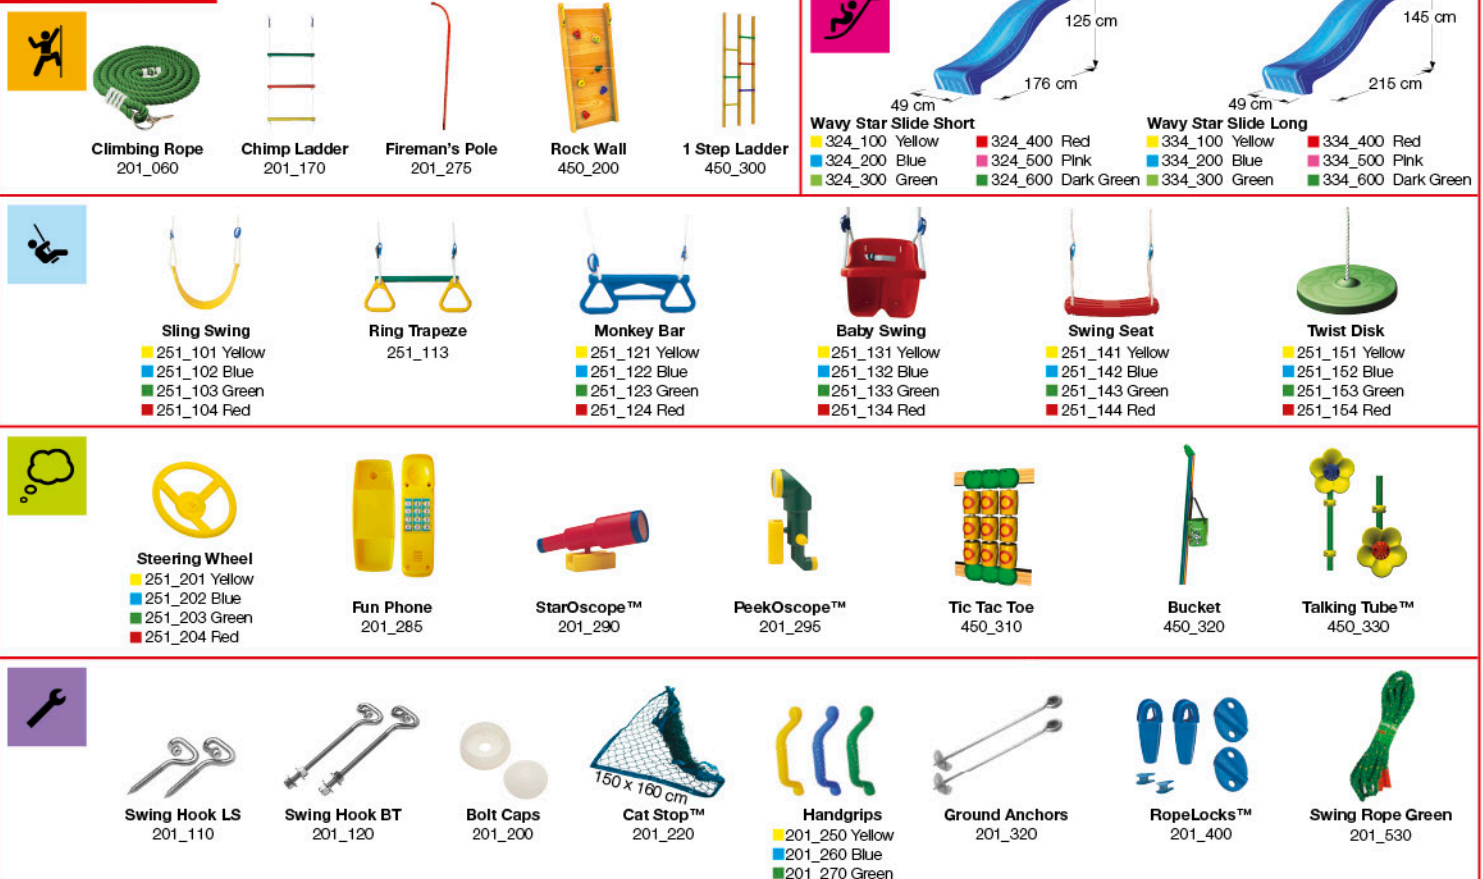 Climbing Rope
201_060
Chimp Ladder
201_170
Fireman's Pole
201_275
Rock Wall
450_200
1 Step Ladder
450_300
125 cm
176 cm
49 cm
Wavy Star Slide Short
324_100 Yellow
324_200 Blue
324_300 Green
324_400 Red
324_500 Pink
324_600 Dark Green
145 cm
215 cm
49 cm
Wavy Star Slide Long
334_100 Yellow
334_200 Blue
334_300 Green
334_400 Red
334_500 Pink
334_600 Dark Green
Sling Swing
251_101 Yellow
251_102 Blue
251_103 Green
251_104 Red
Ring Trapeze
251_113
Monkey Bar
251_121 Yellow
251_122 Blue
251_123 Green
251_124 Red
Baby Swing
251_131 Yellow
251_132 Blue
251_133 Green
251_134 Red
Swing Seat
251_141 Yellow
251_142 Blue
251_143 Green
251_144 Red
Twist Disk
251_151 Yellow
251_152 Blue
251_153 Green
251_154 Red
Steering Wheel
251_201 Yellow
251_202 Blue
251_203 Green
251_204 Red
Fun Phone
201_285
StarOscope™
201_290
PeekOscope™
201_295
Tic Tac Toe
450_310
Bucket
450_320
Talking Tube™
450_330
Swing Hook LS
201_110
Swing Hook BT
201_120
Bolt Caps
201_200
150 x 160 cm
Cat Stop™
201_220
Handgrips
201_250 Yellow
201_260 Blue
201_270 Green
Ground Anchors
201_320
RopeLocks™
201_400
Swing Rope Green
201_530